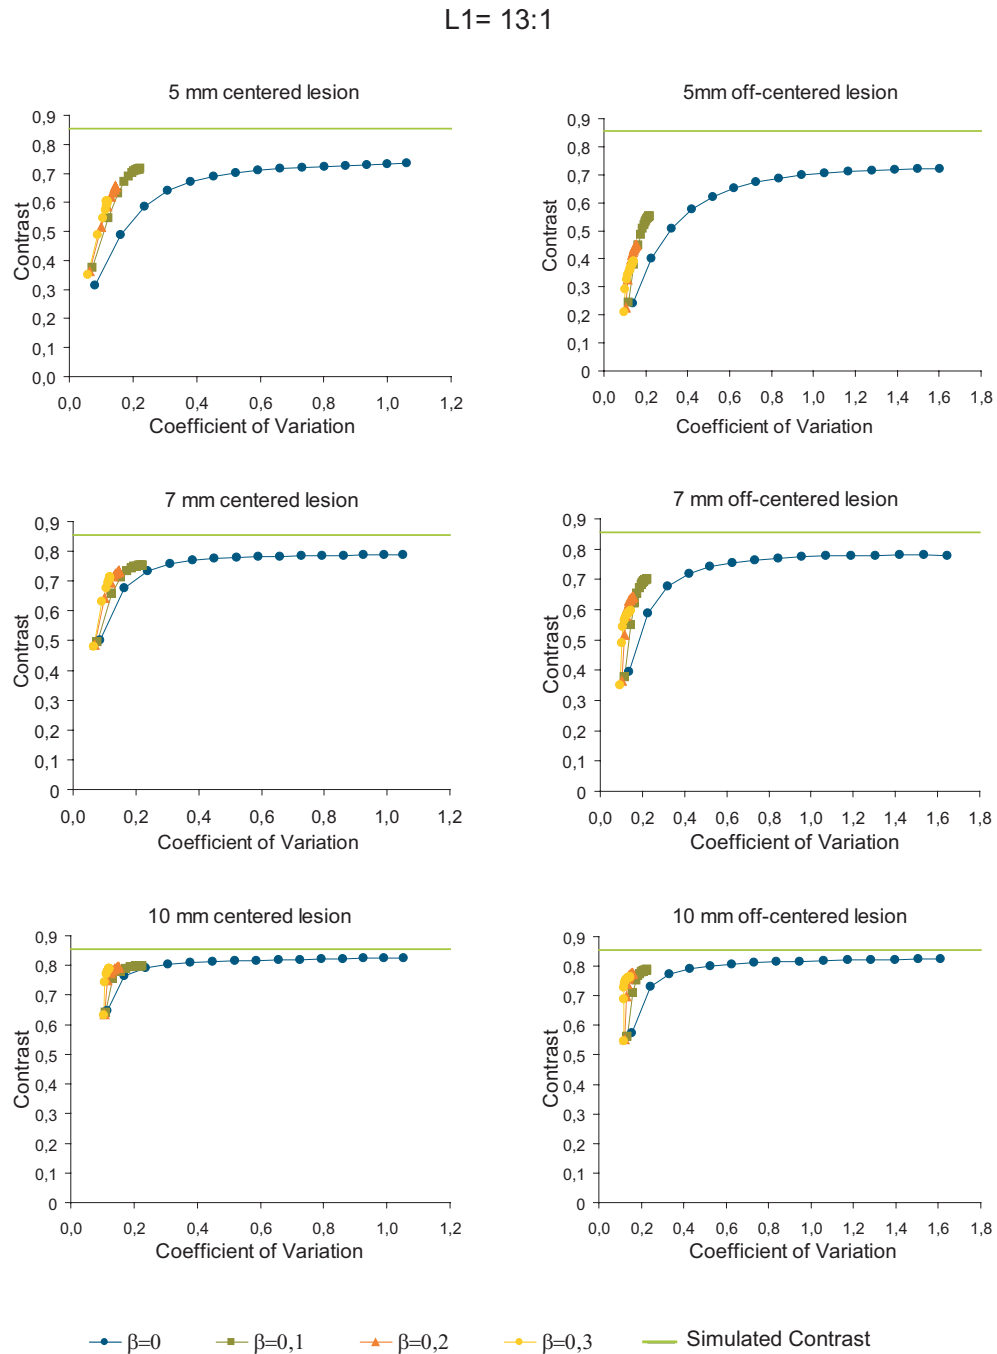 L1= 13:1
5 mm centered lesion
0,9
0,8
0,7
0,6
0,5
0,4
0,3
0,2
0,1
0,0
Contrast
0,0 0,2 0,4 0,6 0,8 1,0 1,2
Coefficient of Variation
5mm off-centered lesion
0,9
0,8
0,7
0,6
0,5
0,4
0,3
0,2
0,1
0
Contrast
0,0 0,2 0,4 0,6 0,8 1,0 1,2 1,4 1,6 1,8
Coefficient of Variation
7 mm centered lesion
0,9
0,8
0,7
0,6
0,5
0,4
0,3
0,2
0,1
0
Contrast
0,0 0,2 0,4 0,6 0,8 1,0 1,2
Coefficient of Variation
7 mm off-centered lesion
0,9
0,8
0,7
0,6
0,5
0,4
0,3
0,2
0,1
0
Contrast
0,0 0,2 0,4 0,6 0,8 1,0 1,2 1,4 1,6 1,8
Coefficient of Variation
10 mm centered lesion
0,9
0,8
0,7
0,6
0,5
0,4
0,3
0,2
0,1
0
Contrast
0,0 0,2 0,4 0,6 0,8 1,0 1,2
Coefficient of Variation
10 mm off-centered lesion
0,9
0,8
0,7
0,6
0,5
0,4
0,3
0,2
0,1
0
Contrast
0,0 0,2 0,4 0,6 0,8 1,0 1,2 1,4 1,6 1,8
Coefficient of Variation
β=0 β=0,1 β=0,2 β=0,3 Simulated Contrast